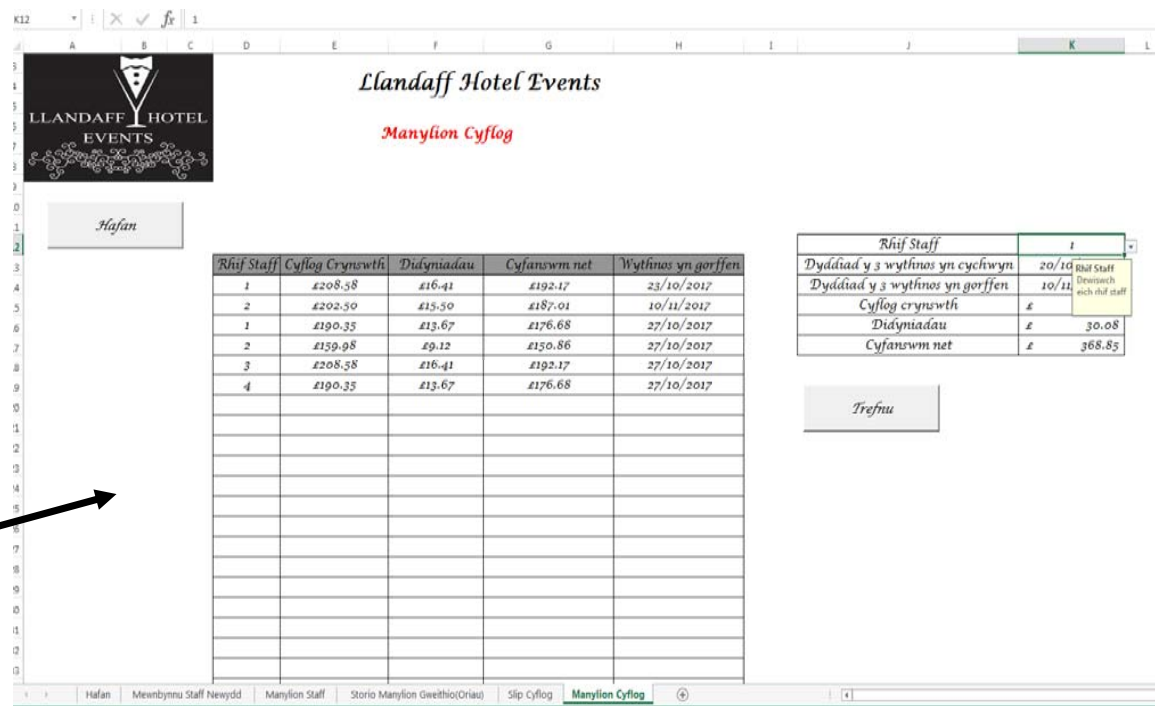 K12 fx 1
A B C D E F G H I J K L
LLANDAFF HOTEL
EVENTS
Llandaff Hotel Events
Manylion Cyflog
Hafan
Rhif Staff Cyflog Crynswth Didyniadau Cyfanswm net Wythnos yn gorffen
1 £208.58 £16.41 £192.17 23/10/2017
2 £202.50 £15.50 £187.01 10/11/2017
1 £190.35 £13.67 £176.68 27/10/2017
2 £159.98 £9.12 £150.86 27/10/2017
3 £208.58 £16.41 £192.17 27/10/2017
4 £190.35 £13.67 £176.68 27/10/2017
Rhif Staff 1
Dyddiad y 3 wythnos yn cychwyn 20/10
Dyddiad y 3 wythnos yn gorffen 10/11
Cyflog crynswth £
Didyniadau £ 30.08
Cyfanswm net £ 368.85
Rhif Staff
Dewiswch
eich rhif staff
Trefnu
Hafan Mewnbynnu Staff Newydd Manylion Staff Storio Manylion Gweithio(Oriau) Slip Cyflog Manylion Cyflog